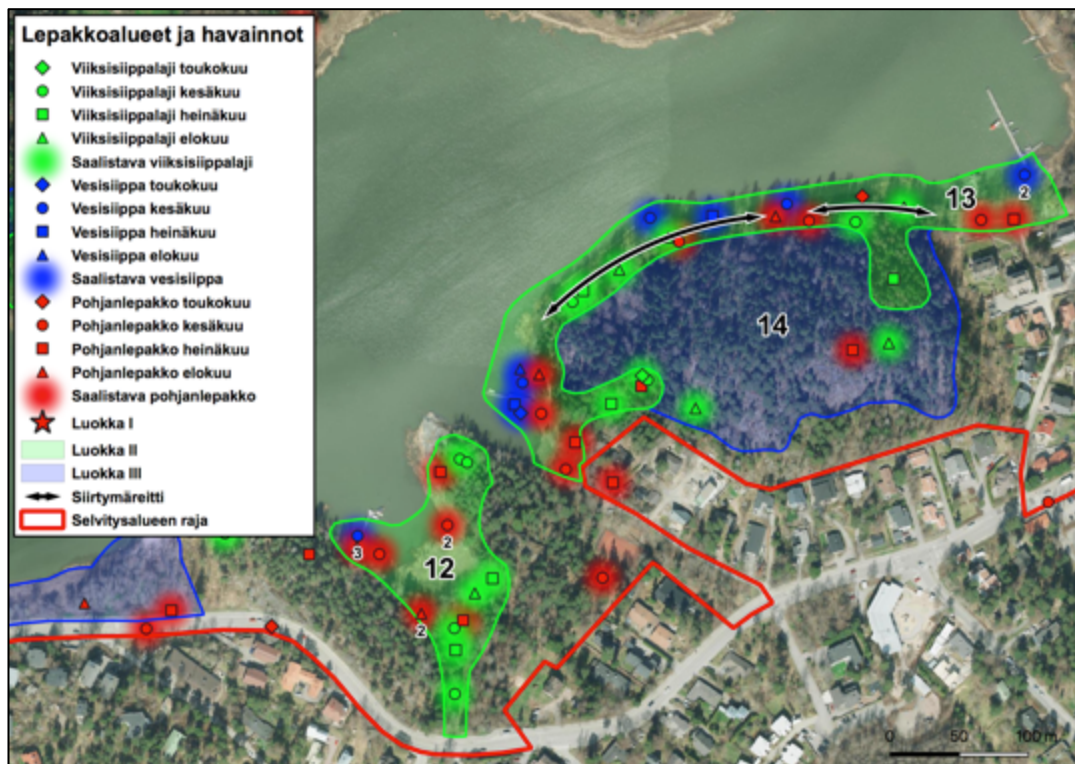 Lepakkoalueet ja havainnot
Viiksisiippalaji toukokuu
Viiksisiippalaji kesäkuu
Viiksisiippalaji heinäkuu
Viiksisiippalaji elokuu
Saalistava viiksisiippalaji
Vesisiippa toukokuu
Vesisiippa kesäkuu
Vesisiippa heinäkuu
Vesisiippa elokuu
Saalistava vesisiippa
Pohjanlepakko toukokuu
Pohjanlepakko kesäkuu
Pohjanlepakko heinäkuu
Pohjanlepakko elokuu
Saalistava pohjanlepakko
Luokka I
Luokka II
Luokka III
Siirtymäreitti
Selvitysalueen raja
13
2
14
2
3
12
2
0 50 100 m